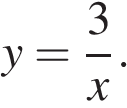 y = 3/x.